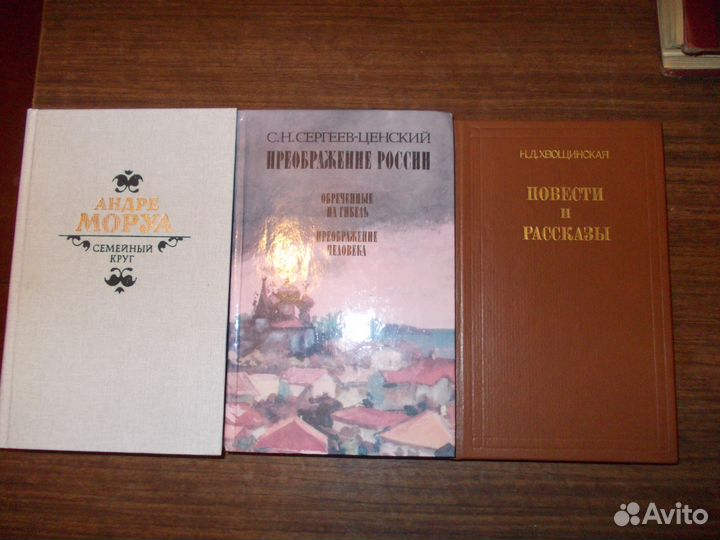 АНДРЕ
МОРУА
СЕМЕЙНЫЙ
КРУГ
С.Н.СЕРГЕЕВ-ЦЕНСКИЙ
ПРЕОБРАЖЕНИЕ РОССИИ
ОБРЕЧЕННЫЕ
НА ГИБЕЛЬ
ПРЕОБРАЖЕНИЕ
ЧЕЛОВЕКА
Н.Д.ХВОЩИНСКАЯ
ПОВЕСТИ
И
РАССКАЗЫ
Avito